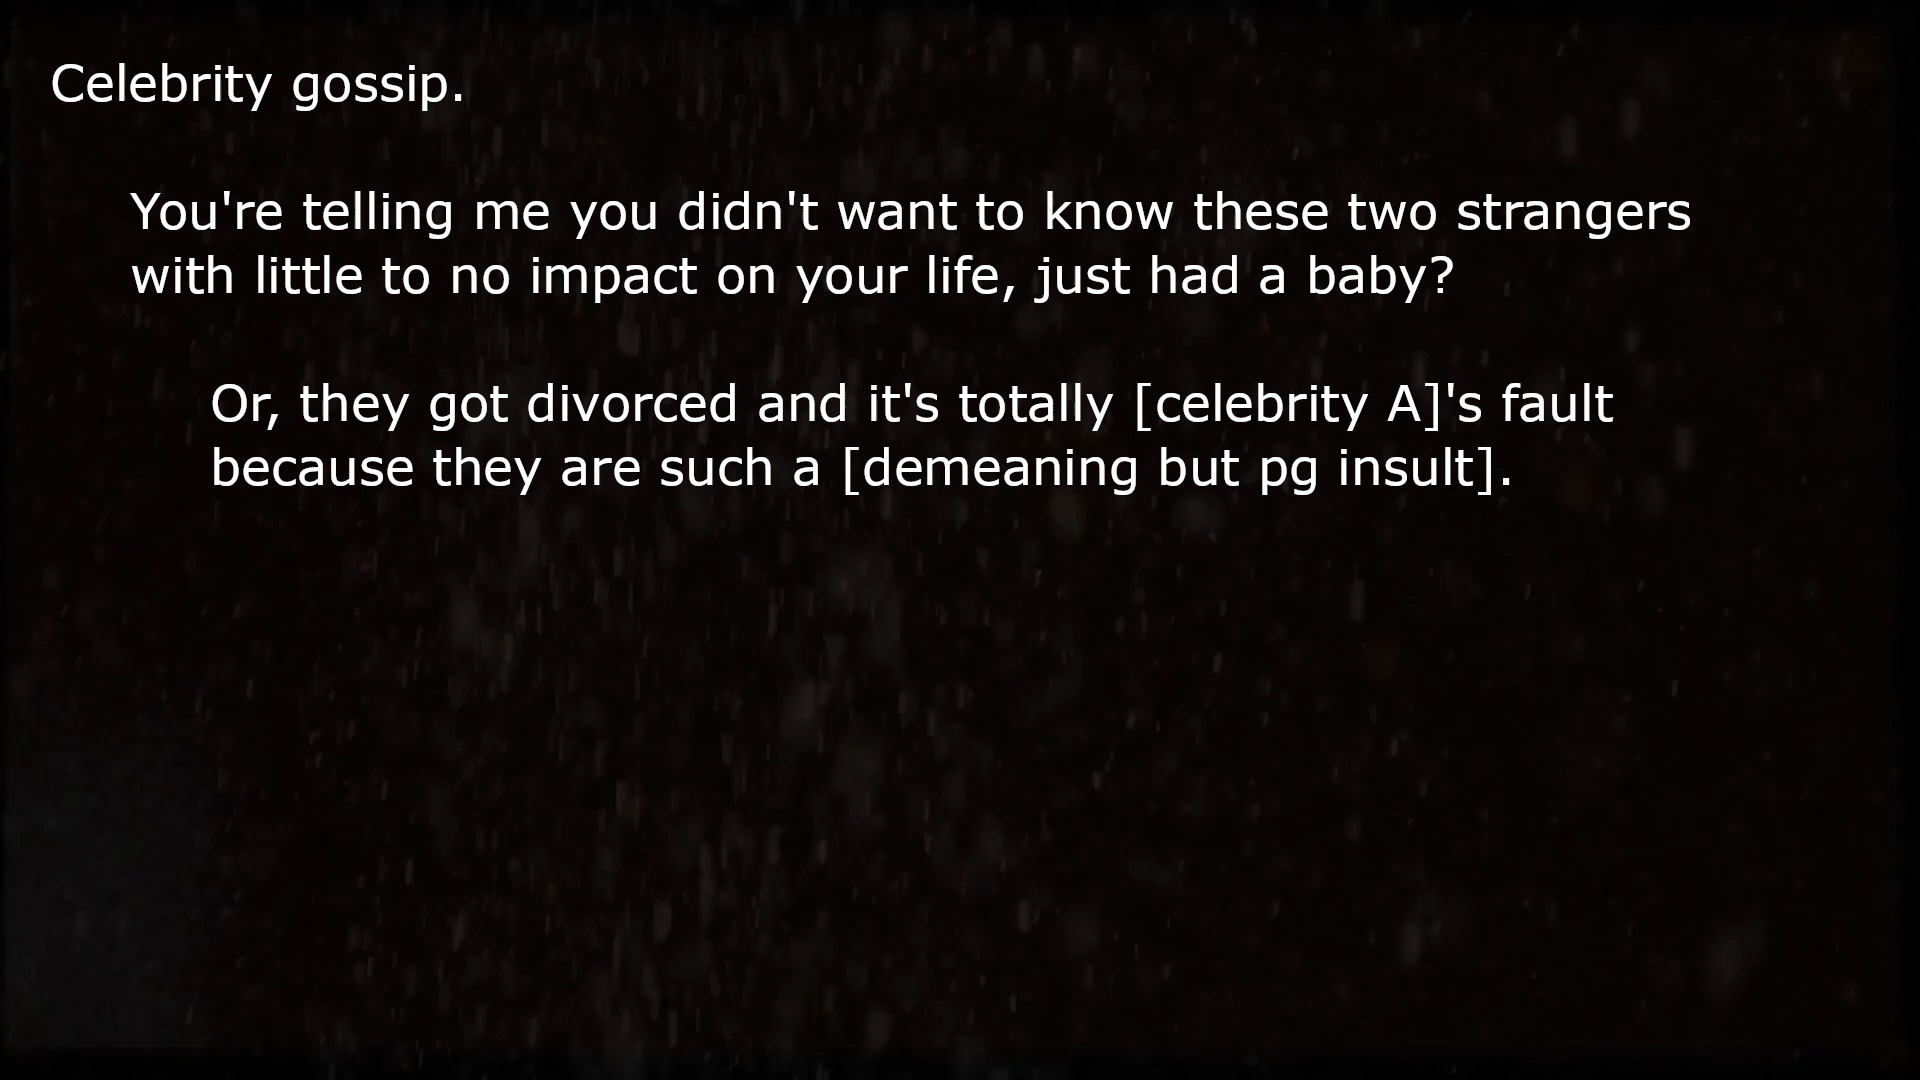 Celebrity gossip.
You're telling me you didn't want to know these two strangers
with little to no impact on your life, just had a baby?
Or, they got divorced and it's totally [celebrity A]'s fault
because they are such a [demeaning but pg insult].